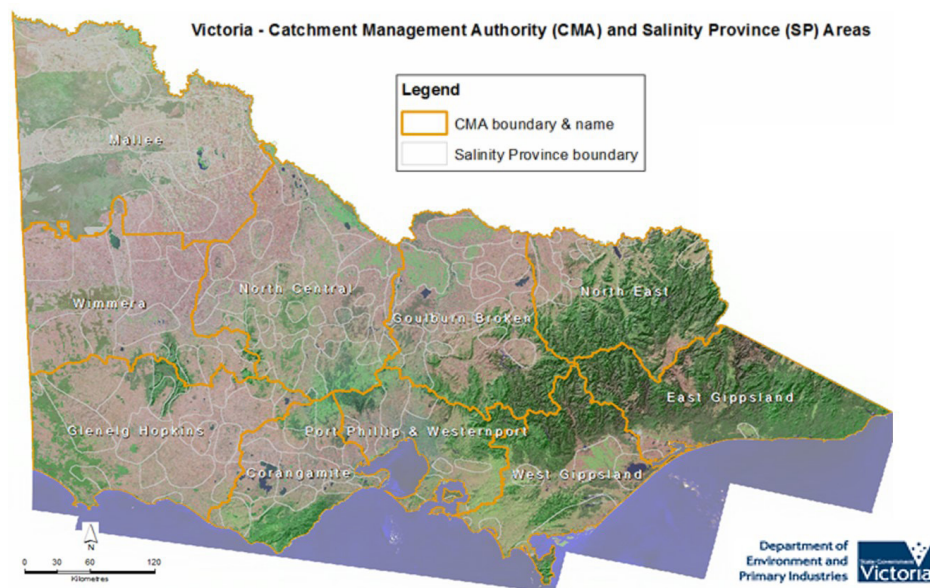 Victoria - Catchment Management Authority (CMA) and Salinity Province (SP) Areas
Legend
CMA boundary & name
Salinity Province boundary
Mallee
Wimmera
North Central
Goulburn Broken
North East
East Gippsland
Glenelg Hopkins
Port Phillip & Westernport
Corangamite
West Gippsland
N
0 30 60 120
Kilometres
Department of
Environment and
Primary Industries
State Government
Victoria